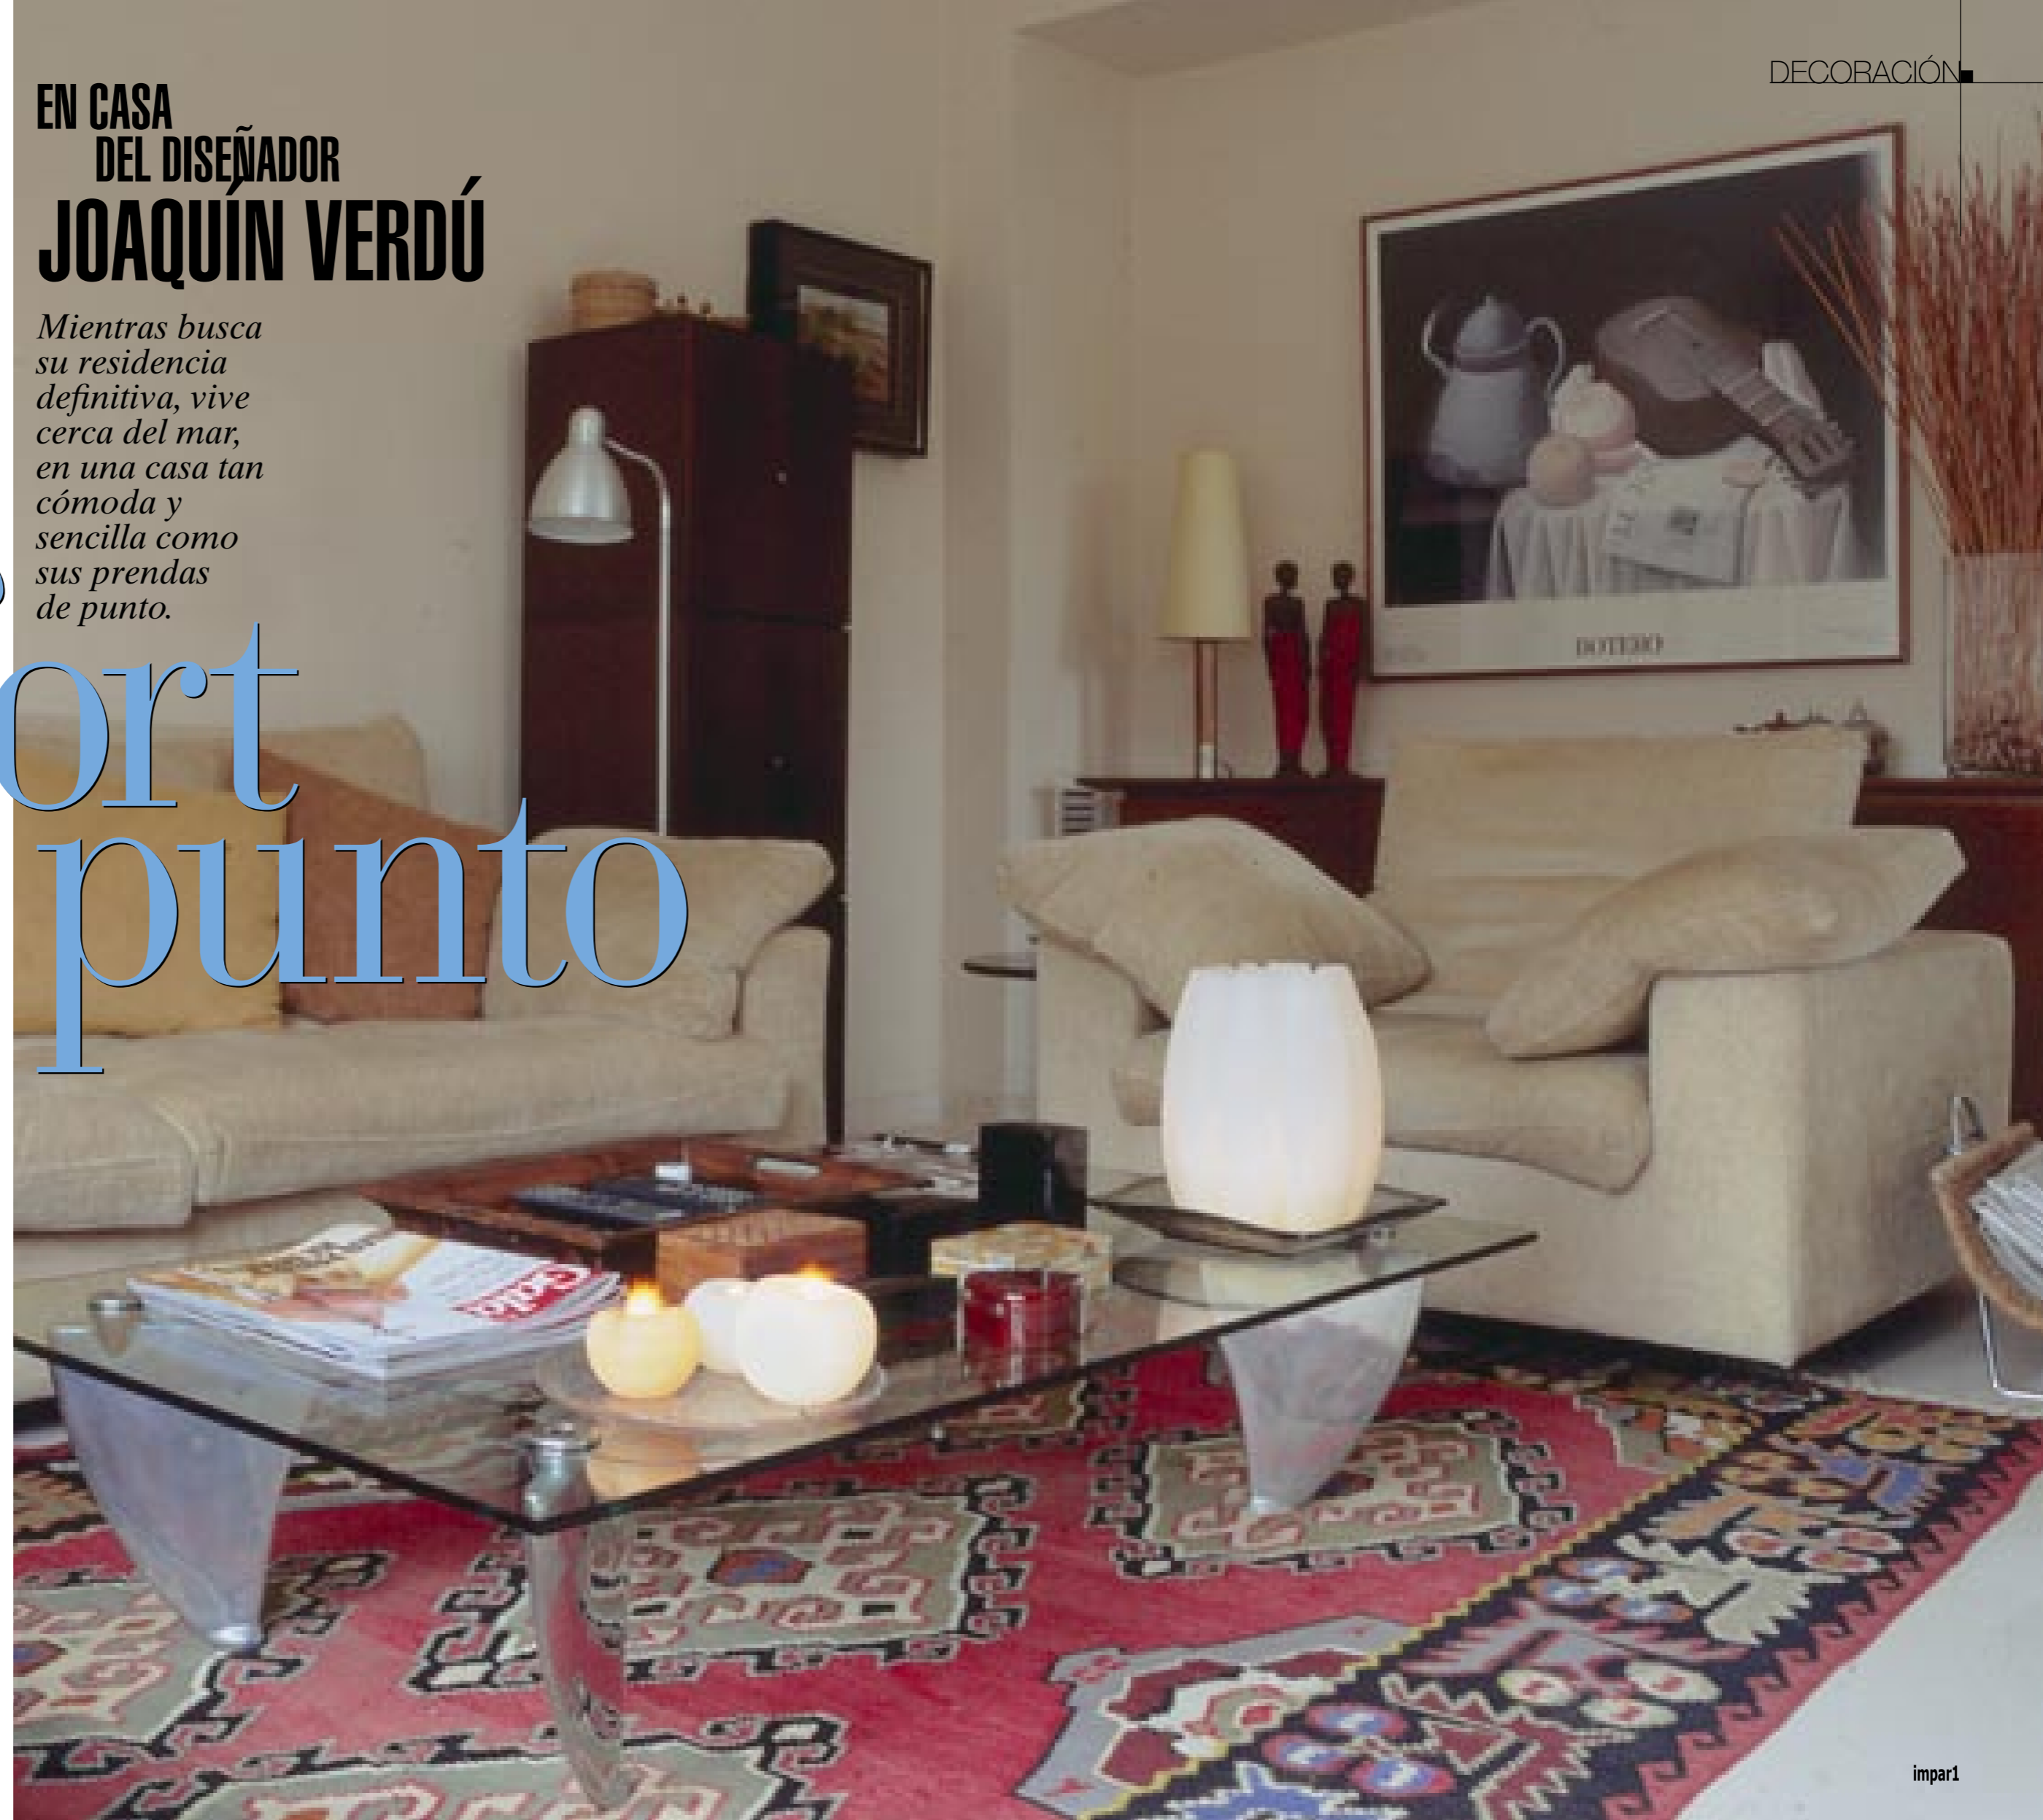 DECORACIÓN
EN CASA
DEL DISEÑADOR
JOAQUÍN VERDÚ
Mientras busca
su residencia
definitiva, vive
cerca del mar,
en una casa tan
cómoda y
sencilla como
sus prendas
de punto.
ort
punto
BOTERO
impar1